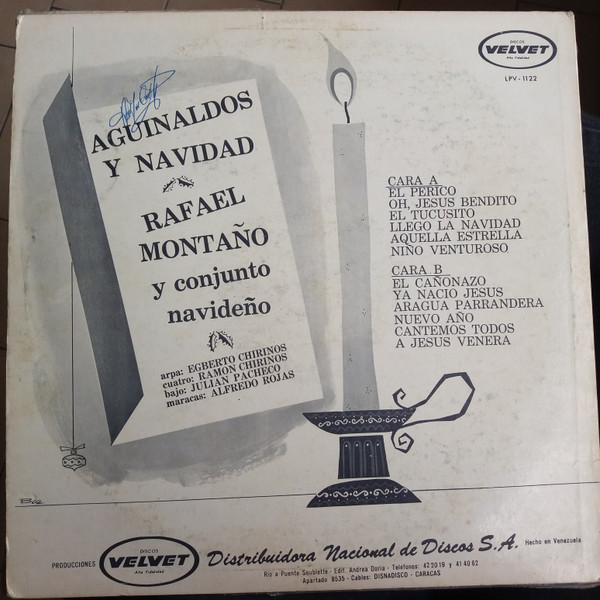 DISCOS
VELVET
Alta Fidelidad
LPV - 1122
AGUINALDOS
Y NAVIDAD
RAFAEL
MONTAÑO
y conjunto
navideño
arpa: EGBERTO CHIRINOS
cuatro: RAMON CHIRINOS
bajo: JULIAN PACHECO
maracas: ALFREDO ROJAS
CARA A
EL PERICO
OH, JESUS BENDITO
EL TUCUSITO
LLEGO LA NAVIDAD
AQUELLA ESTRELLA
NIÑO VENTUROSO
CARA B
EL CAÑONAZO
YA NACIO JESUS
ARAGUA PARRANDERA
NUEVO AÑO
CANTEMOS TODOS
A JESUS VENERA
PRODUCCIONES
DISCOS
VELVET
Alta Fidelidad
Distribuidora Nacional de Discos S.A.
Hecho en Venezuela
Río a Puente Soublette - Edif. Andrea Doria - Teléfonos: 42 20 19 y 41 40 62
Apartado 8535 - Cables: DISNADISCO - CARACAS